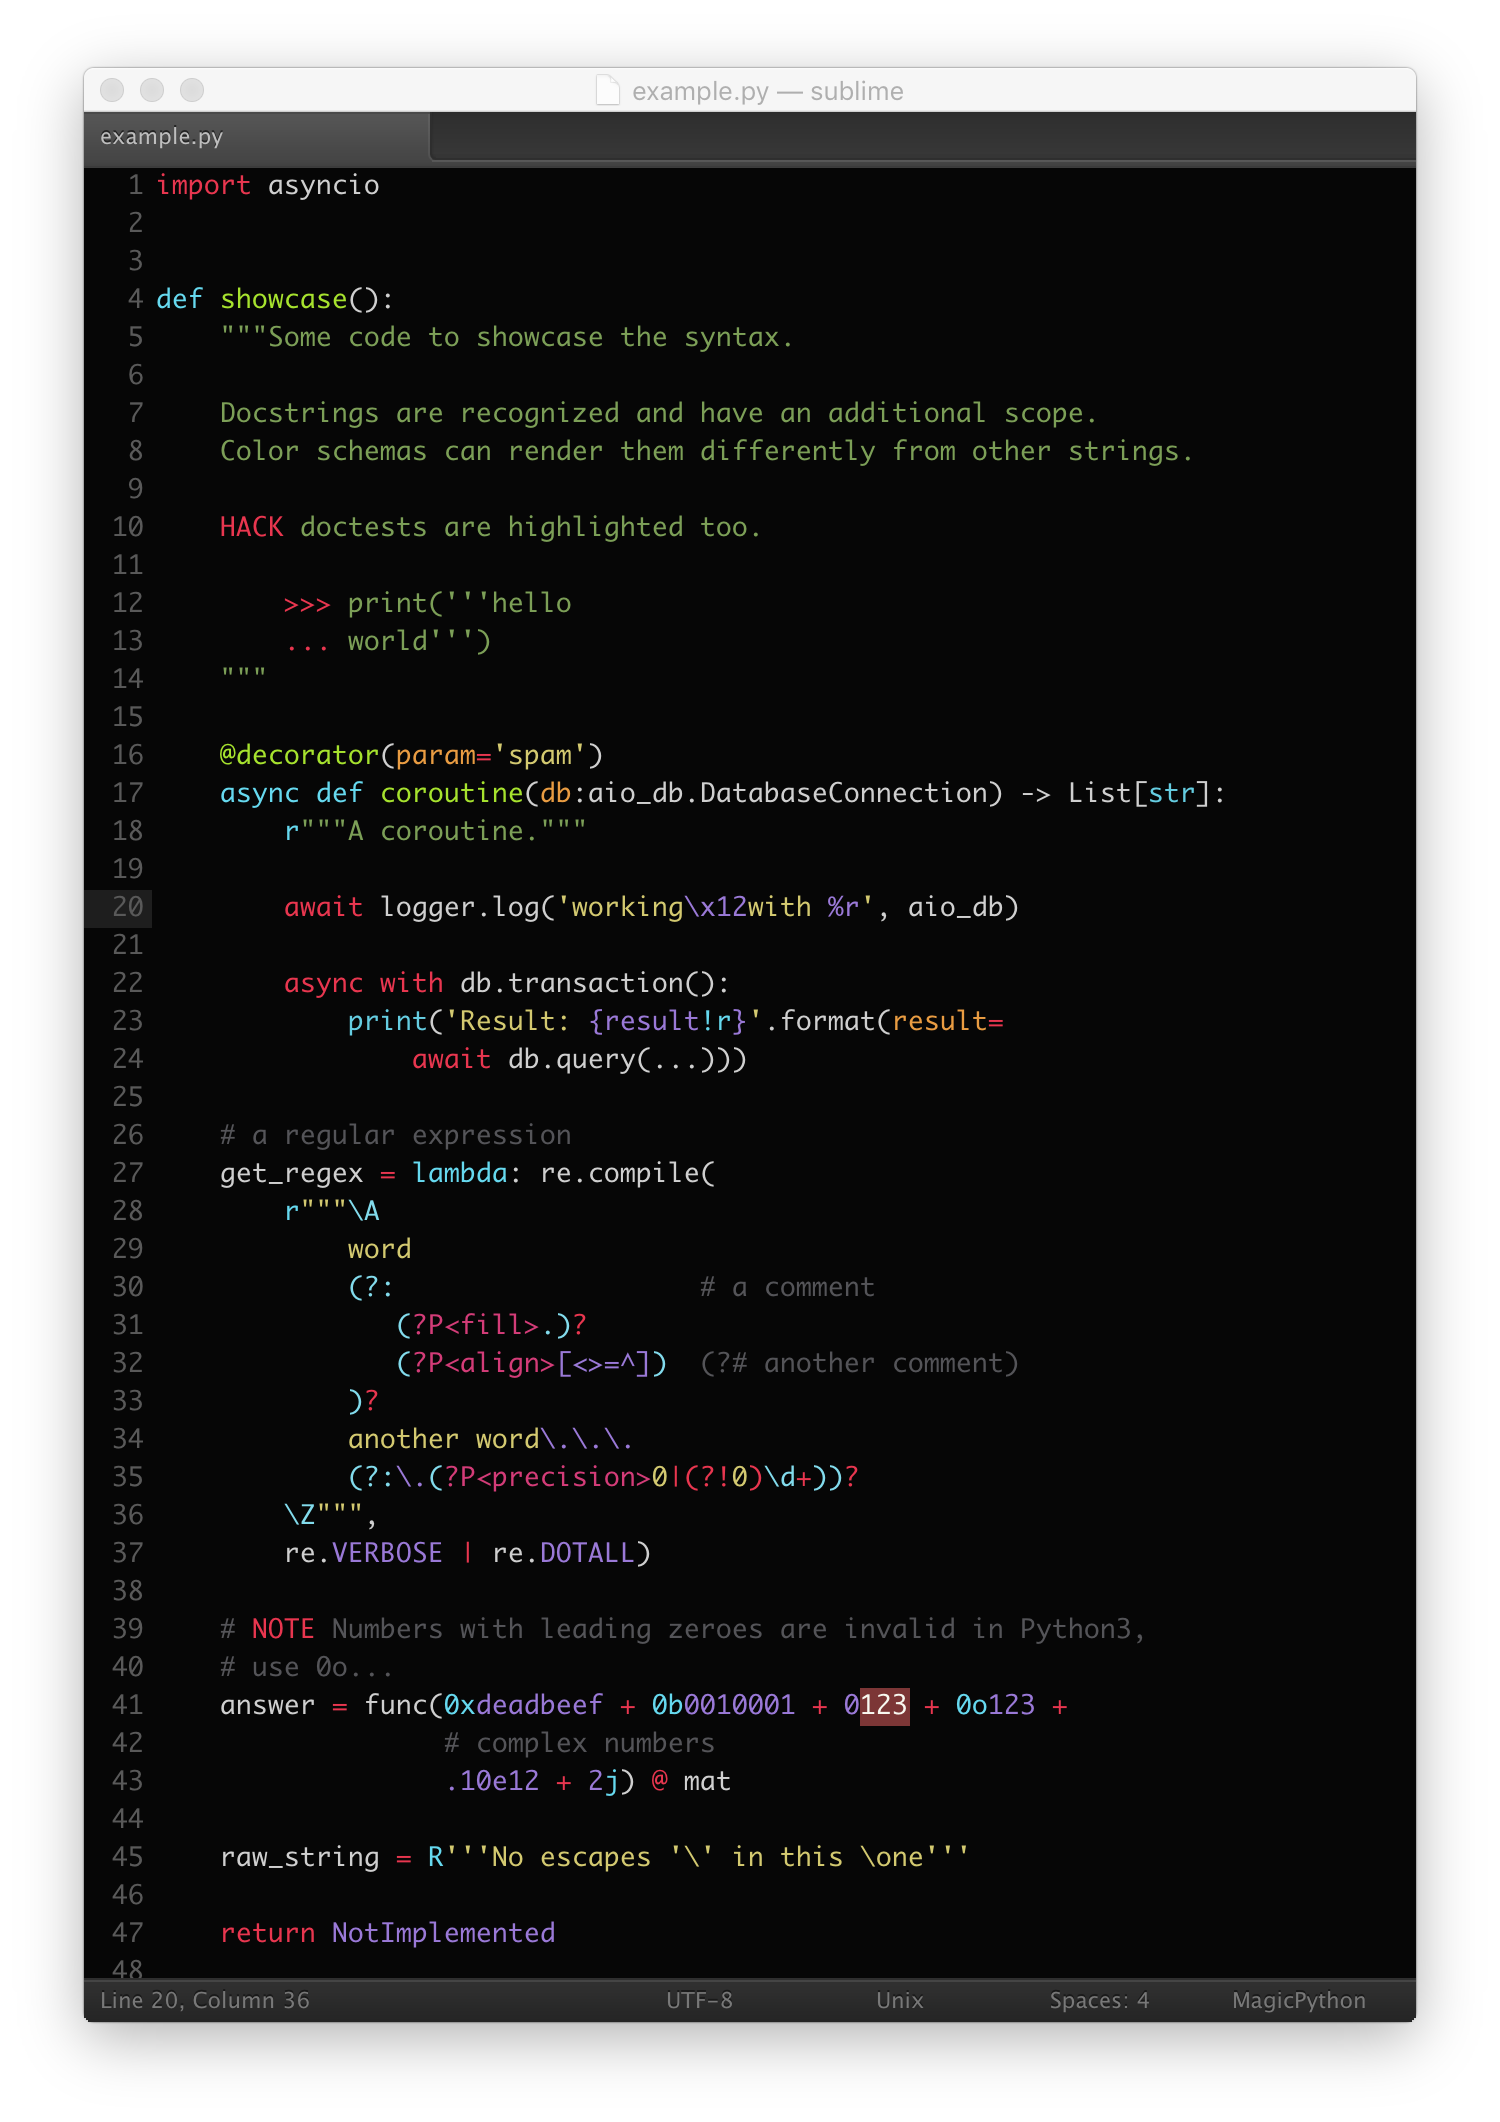 example.py — sublime
example.py
1 import asyncio
2
3
4 def showcase():
5     """Some code to showcase the syntax.
6
7     Docstrings are recognized and have an additional scope.
8     Color schemas can render them differently from other strings.
9
10     HACK doctests are highlighted too.
11
12         >>> print('''hello
13         ... world''')
14     """
15
16     @decorator(param='spam')
17     async def coroutine(db:aio_db.DatabaseConnection) -> List[str]:
18         r"""A coroutine."""
19
20         await logger.log('working\x12with %r', aio_db)
21
22         async with db.transaction():
23             print('Result: {result!r}'.format(result=
24                 await db.query(...)))
25
26     # a regular expression
27     get_regex = lambda: re.compile(
28         r"""\A
29             word
30             (?:                   # a comment
31                (?P<fill>.)?
32                (?P<align>[<>=^])  (?# another comment)
33             )?
34             another word\.\.\.
35             (?:\.(?P<precision>0|(?!0)\d+))?
36         \Z""",
37         re.VERBOSE | re.DOTALL)
38
39     # NOTE Numbers with leading zeroes are invalid in Python3,
40     # use 0o...
41     answer = func(0xdeadbeef + 0b0010001 + 0123 + 0o123 +
42                   # complex numbers
43                   .10e12 + 2j) @ mat
44
45     raw_string = R'''No escapes '\' in this \one'''
46
47     return NotImplemented
48
Line 20, Column 36 UTF-8 Unix Spaces: 4 MagicPython